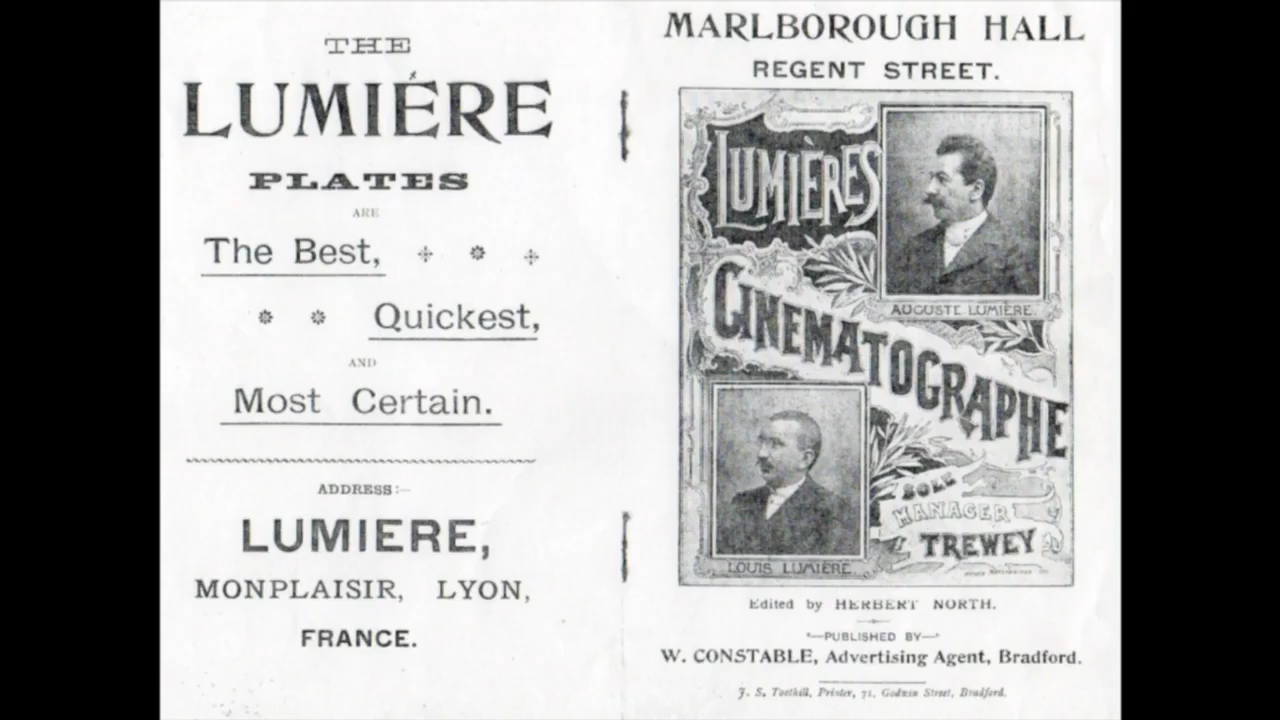 THE
LUMIÉRE
PLATES
ARE
The Best,
Quickest,
AND
Most Certain.
ADDRESS:—
LUMIERE,
MONPLAISIR, LYON,
FRANCE.
MARLBOROUGH HALL
REGENT STREET.
LUMIÈRES
AUGUSTE LUMIÈRE.
CINEMATOGRAPHE
SOLE
MANAGER
TREWEY
LOUIS LUMIÈRE.
Edited by HERBERT NORTH.
—PUBLISHED BY—
W. CONSTABLE, Advertising Agent, Bradford.
J. S. Toothill, Printer, 71, Godwin Street, Bradford.